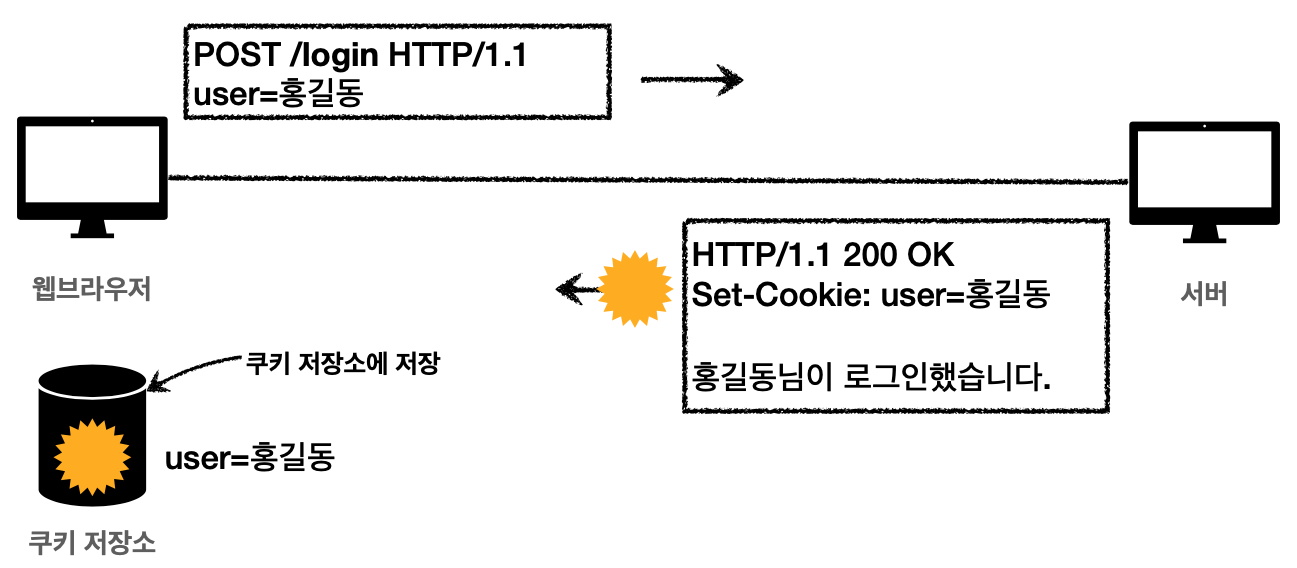 POST /login HTTP/1.1
user=홍길동
웹브라우저
HTTP/1.1 200 OK
Set-Cookie: user=홍길동
홍길동님이 로그인했습니다.
서버
쿠키 저장소에 저장
user=홍길동
쿠키 저장소